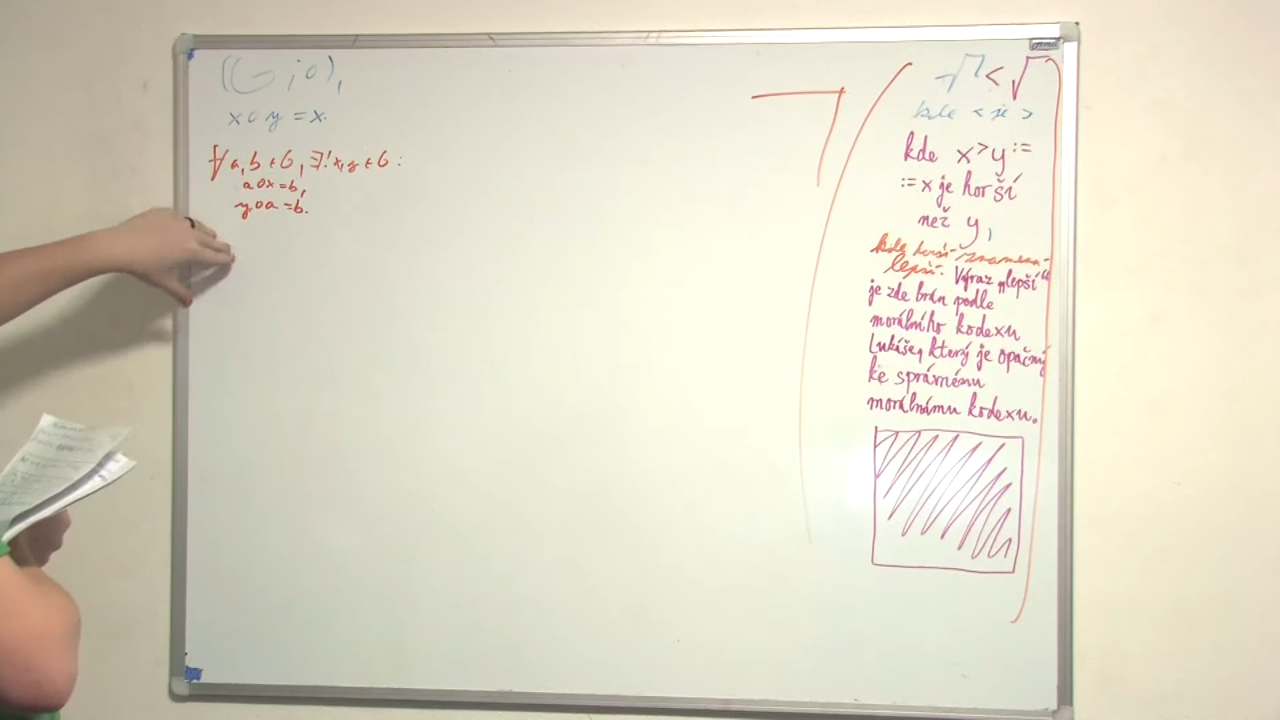 (G;o),
x o y = x.
∀ a, b ∈ G, ∃! x, y ∈ G :
a o x = b,
y o a = b.
-√ < √
kde < je >
kde x > y :=
:= x je horší
než y,
kde horší znamená
lepší. Výraz „lepší“
je zde brán podle
morálního kodexu
Lukáše, který je opačný
ke správnému
morálnímu kodexu.